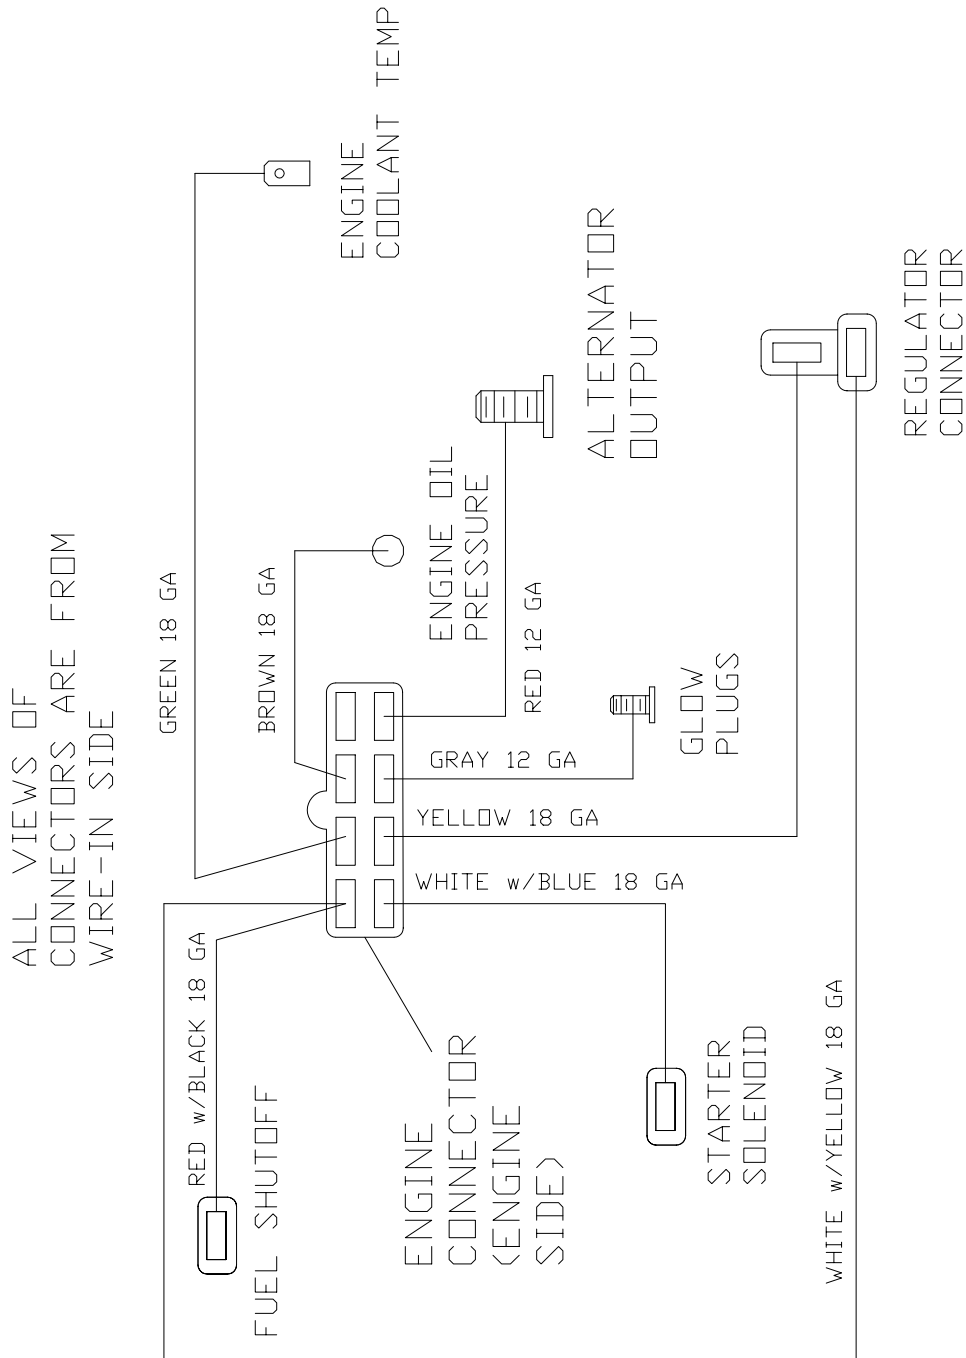 ALL VIEWS OF
CONNECTORS ARE FROM
WIRE-IN SIDE
GREEN 18 GA
BROWN 18 GA
RED w/BLACK 18 GA
FUEL SHUTOFF
ENGINE
COOLANT TEMP
ENGINE OIL
PRESSURE
ALTERNATOR
OUTPUT
RED 12 GA
GRAY 12 GA
GLOW
PLUGS
YELLOW 18 GA
WHITE w/BLUE 18 GA
ENGINE
CONNECTOR
(ENGINE
SIDE)
STARTER
SOLENOID
WHITE w/YELLOW 18 GA
REGULATOR
CONNECTOR